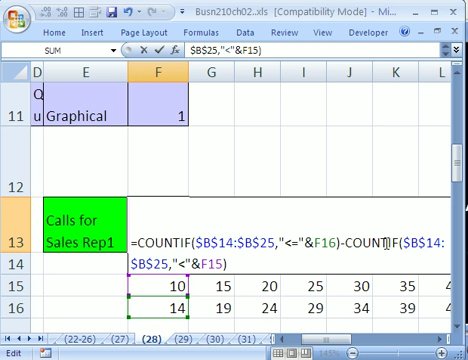 Busn210ch02..xls [Compatibility Mode] - Mi...
Home Insert Page Layout Formulas Data Review View Developer
SUM $B$25,"<"&F15)
D E F G H I J K L
11 Q u Graphical 1
12
13 Calls for Sales Rep1 =COUNTIF($B$14:$B$25,"<="&F16)-COUNTIF($B$14:
14 $B$25,"<"&F15)
15 10 15 20 25 30 35 4
16 14 19 24 29 34 39 4
(22-26) (27) (28) (29) (30) (31)
Edit 145%